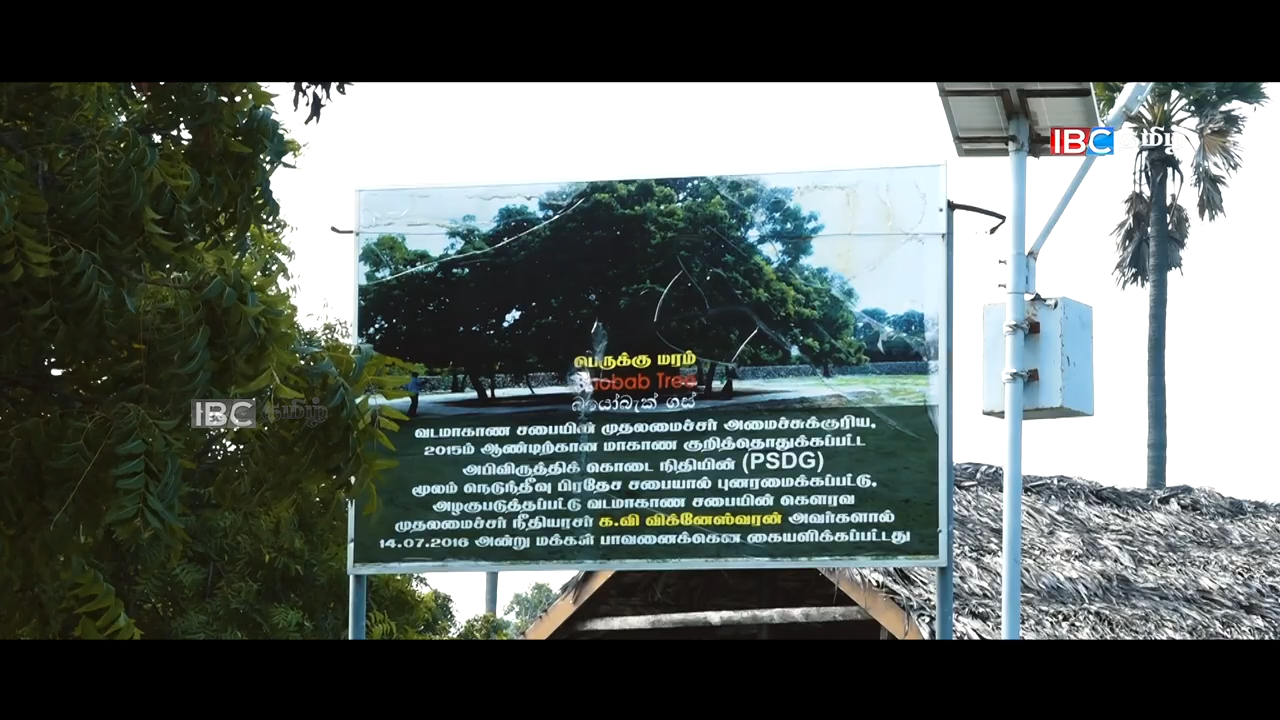 IBC தமிழ்
பெருக்கு மரம்
Baobab Tree
බයෝබැක් ගස්
IBC தமிழ்
வடமாகாண சபையின் முதலமைச்சர் அமைச்சுக்குரிய,
2015ம் ஆண்டிற்கான மாகாண குறித்தொதுக்கப்பட்ட
அபிவிருத்திக் கொடை நிதியின் (PSDG)
மூலம் நெடுந்தீவு பிரதேச சபையால் புனரமைக்கப்பட்டு,
அழகுபடுத்தப்பட்டு வடமாகாண சபையின் கௌரவ
முதலமைச்சர் நீதியரசர் க.வி விக்னேஸ்வரன் அவர்களால்
14.07.2016 அன்று மக்கள் பாவனைக்கென கையளிக்கப்பட்டது